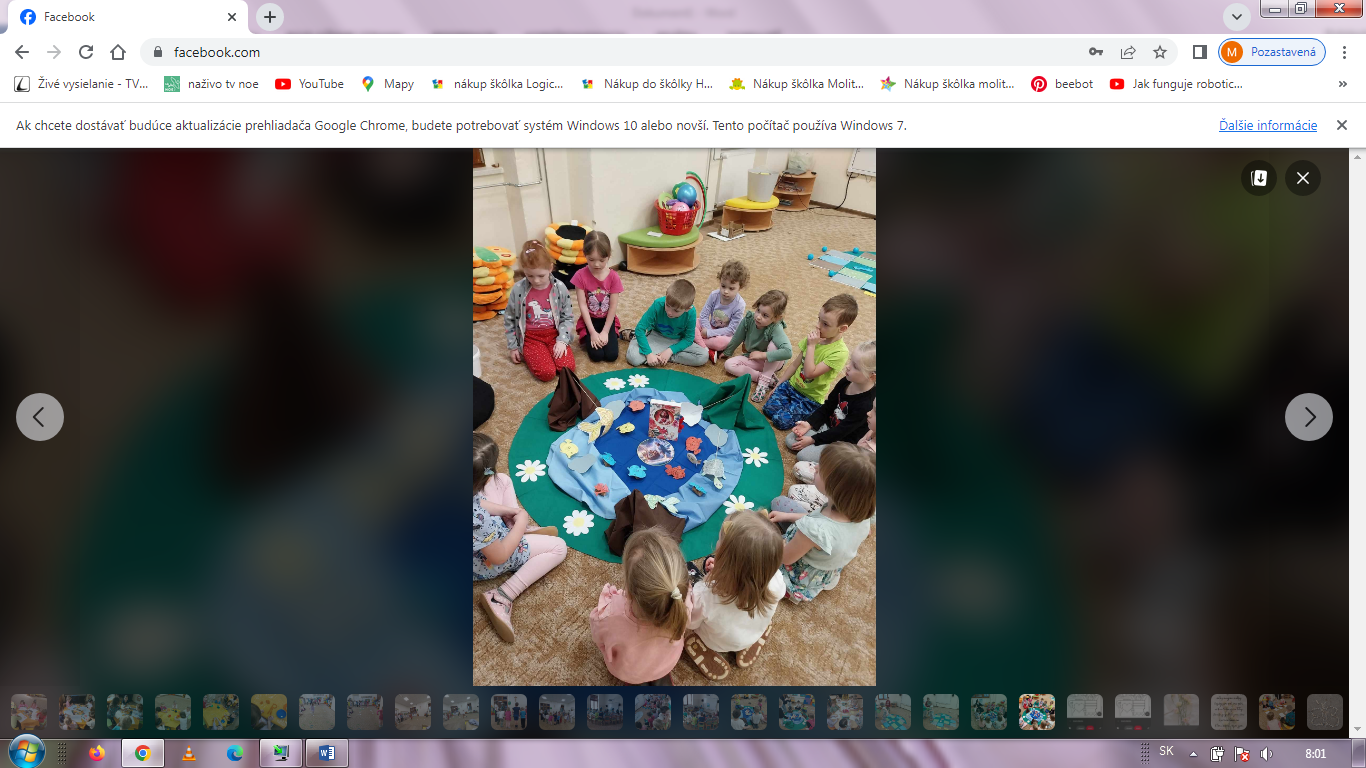 Facebook
facebook.com
M
Pozastavená
Živé vysielanie - TV...
naživo tv noe
YouTube
Mapy
nákup škôlka Logic...
Nákup do škôlky H...
Nákup škôlka Molit...
Nákup škôlka molit...
beebot
Jak funguje robotic...
Ak chcete dostávať budúce aktualizácie prehliadača Google Chrome, budete potrebovať systém Windows 10 alebo novší. Tento počítač používa Windows 7.
Ďalšie informácie
SK
8:01